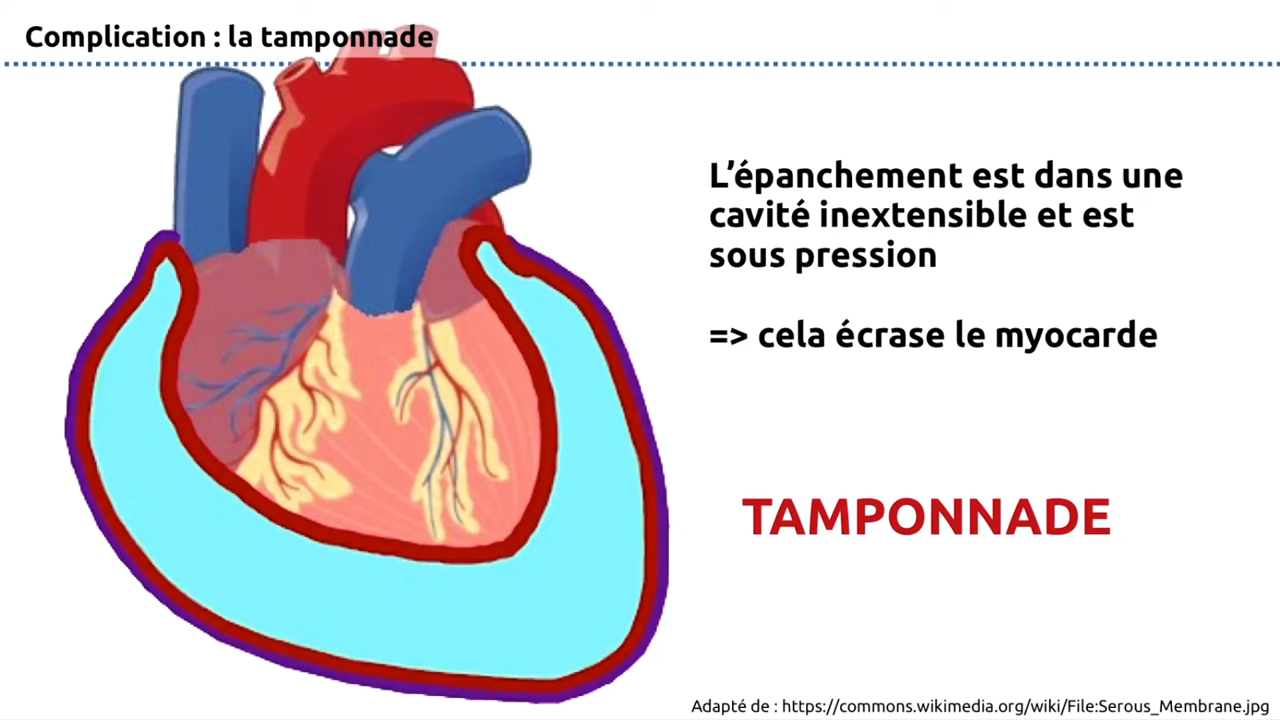 Complication : la tamponnade
L’épanchement est dans une
cavité inextensible et est
sous pression
=> cela écrase le myocarde
TAMPONNADE
Adapté de : https://commons.wikimedia.org/wiki/File:Serous_Membrane.jpg